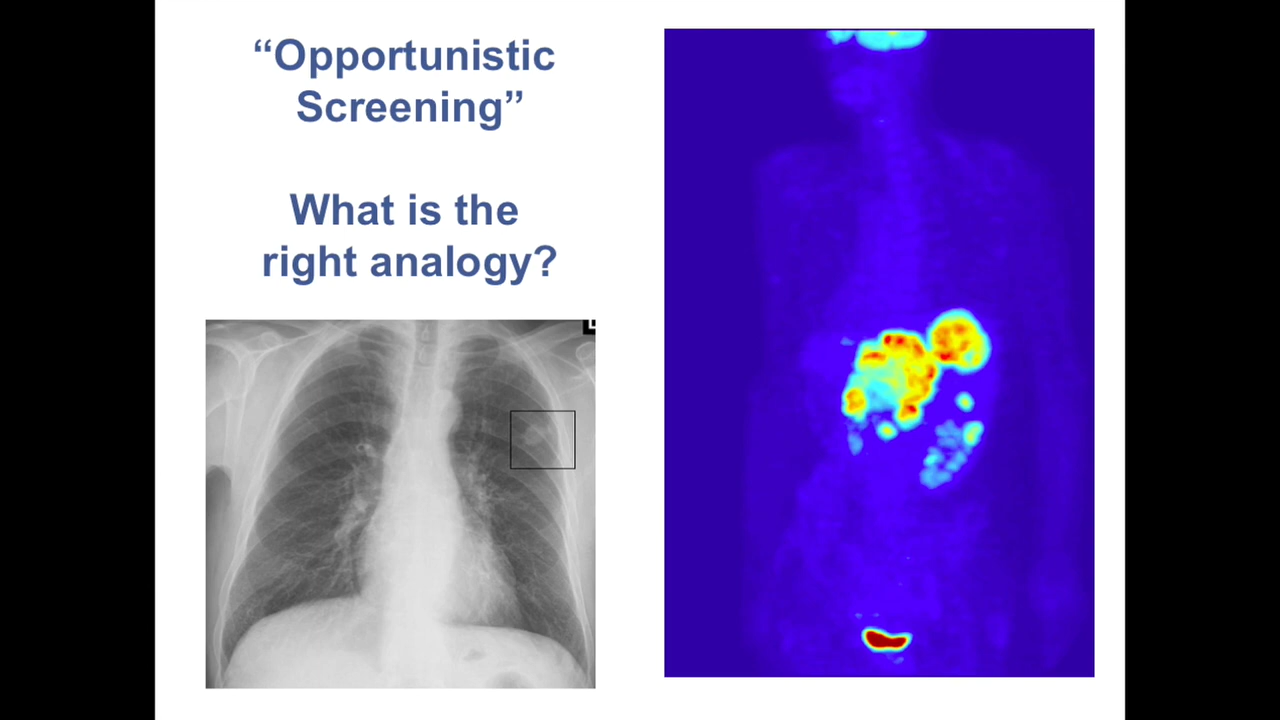 “Opportunistic
Screening”
What is the
right analogy?